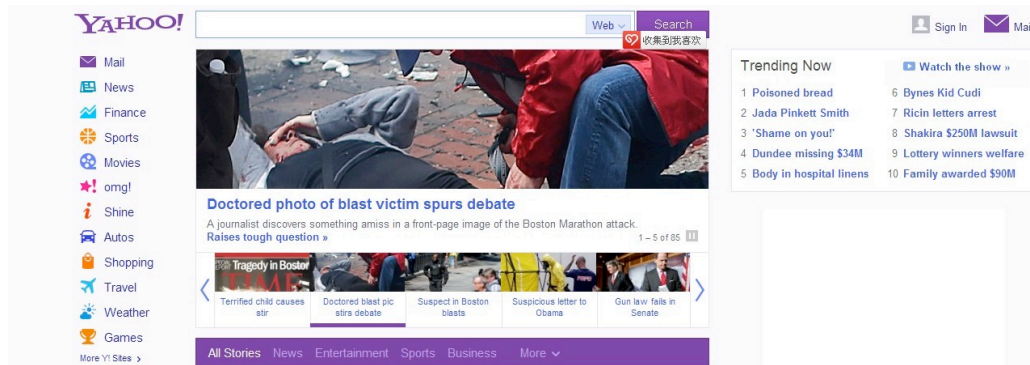 YAHOO!
Web
Search
收集到我喜欢
Sign In
Mai
Mail
News
Finance
Sports
Movies
omg!
Shine
Autos
Shopping
Travel
Weather
Games
More Y! Sites >
Doctored photo of blast victim spurs debate
A journalist discovers something amiss in a front-page image of the Boston Marathon attack.
Raises tough question »
1 – 5 of 85
Tragedy in Boston
TIME
Terrified child causes
stir
Doctored blast pic
stirs debate
Suspect in Boston
blasts
Suspicious letter to
Obama
Gun law fails in
Senate
All Stories News Entertainment Sports Business More
Trending Now
Watch the show »
1 Poisoned bread
2 Jada Pinkett Smith
3 'Shame on you!'
4 Dundee missing $34M
5 Body in hospital linens
6 Bynes Kid Cudi
7 Ricin letters arrest
8 Shakira $250M lawsuit
9 Lottery winners welfare
10 Family awarded $90M